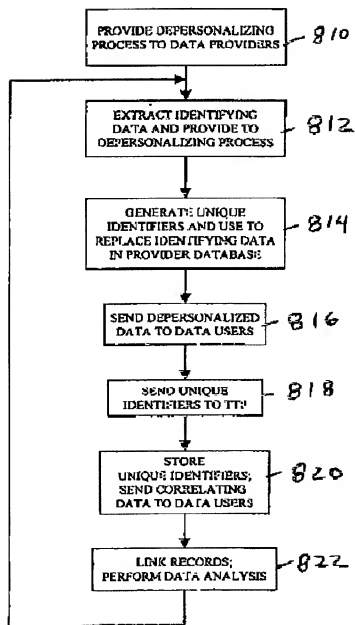 PROVIDE DEPERSONALIZING
PROCESS TO DATA PROVIDERS
810
EXTRACT IDENTIFYING
DATA AND PROVIDE TO
DEPERSONALIZING PROCESS
812
GENERATE UNIQUE
IDENTIFIERS AND USE TO
REPLACE IDENTIFYING DATA
IN PROVIDER DATABASE
814
SEND DEPERSONALIZED
DATA TO DATA USERS
816
SEND UNIQUE
IDENTIFIERS TO TTP
818
STORE
UNIQUE IDENTIFIERS;
SEND CORRELATING
DATA TO DATA USERS
820
LINK RECORDS;
PERFORM DATA ANALYSIS
822